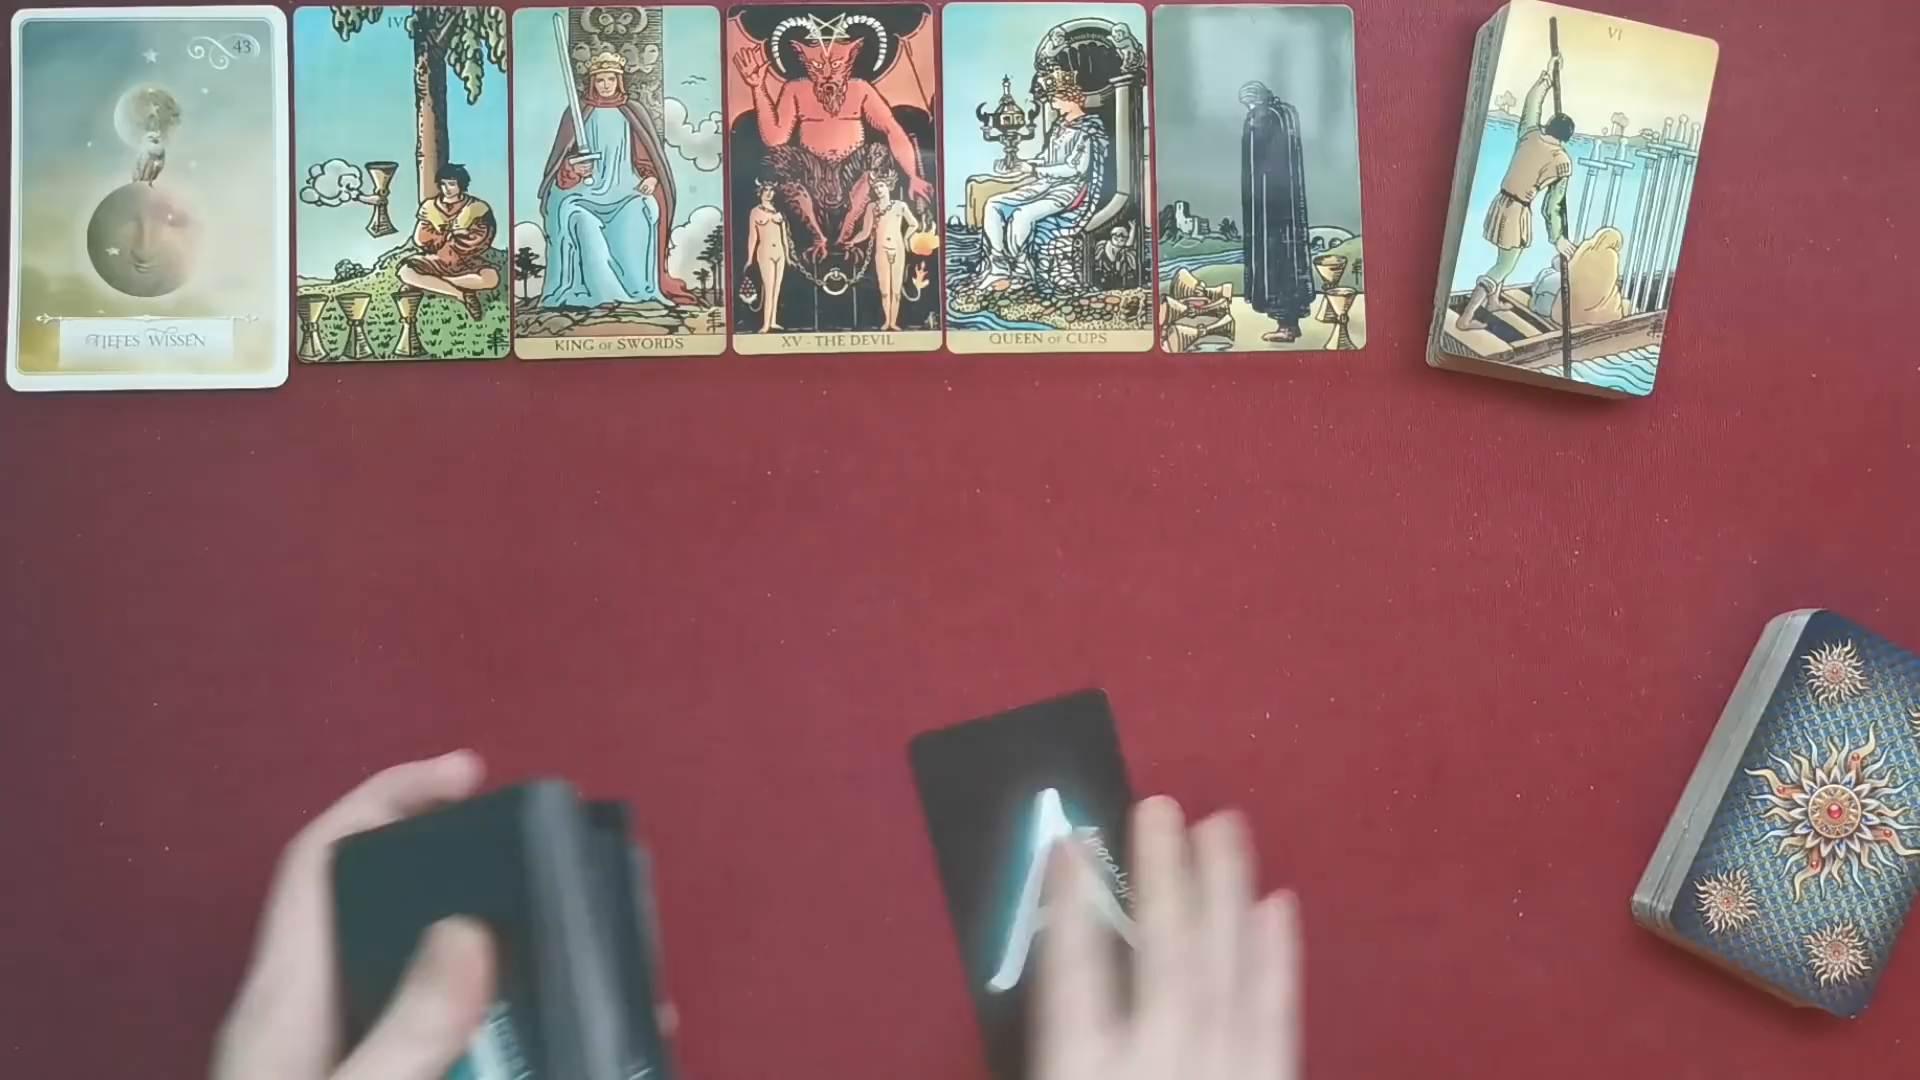 43
TIEFES WISSEN
IV
KING OF SWORDS
XV - THE DEVIL
QUEEN OF CUPS
VI